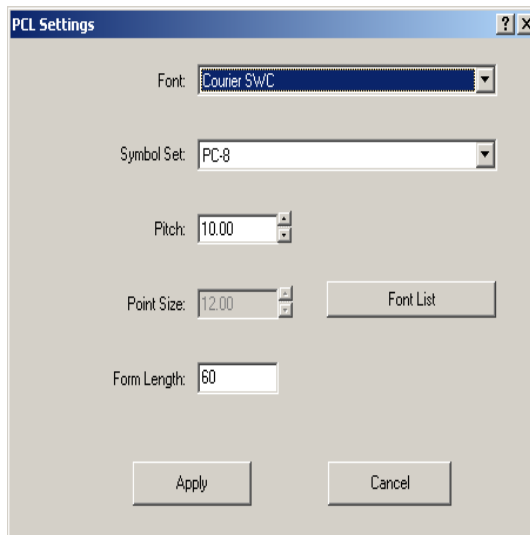 PCL Settings
Font: Courier SWC
Symbol Set: PC-8
Pitch: 10.00
Point Size: 12.00 Font List
Form Length: 60
Apply Cancel